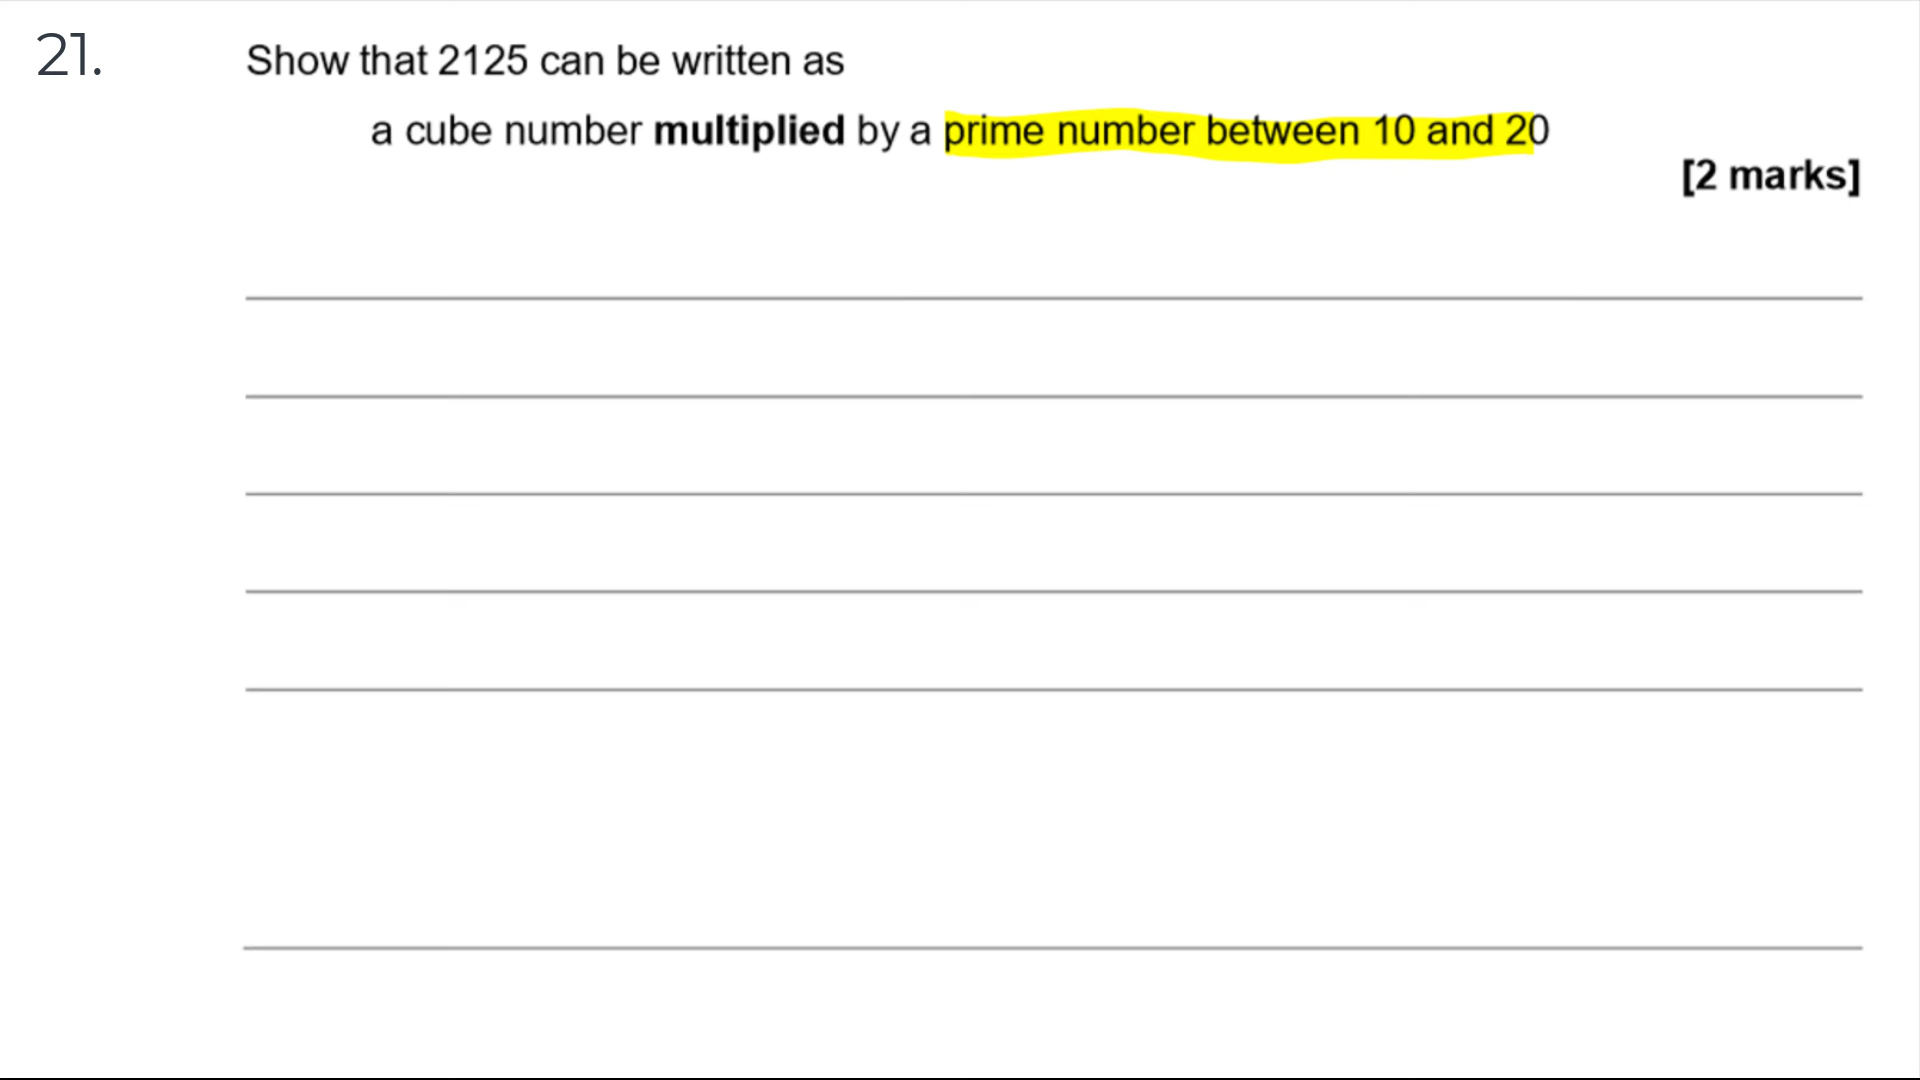 21.
Show that 2125 can be written as
a cube number multiplied by a prime number between 10 and 20
[2 marks]